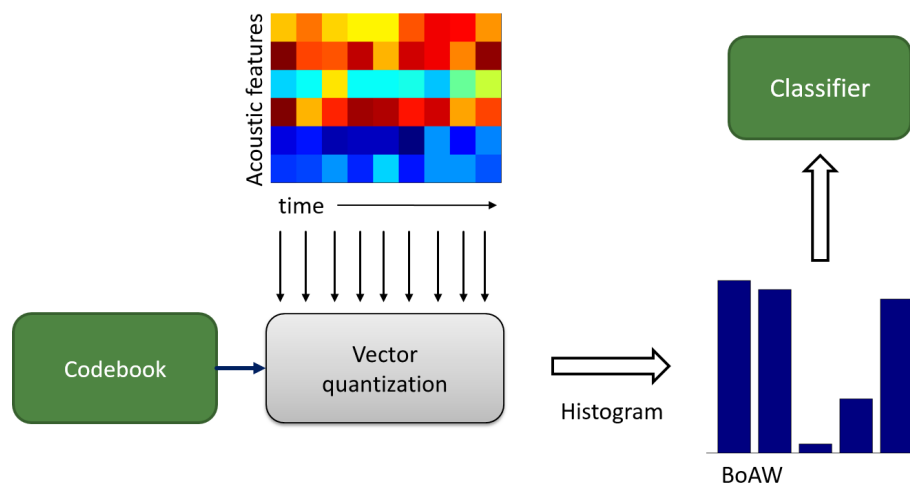 Acoustic features
time
Classifier
Codebook
Vector
quantization
Histogram
BoAW